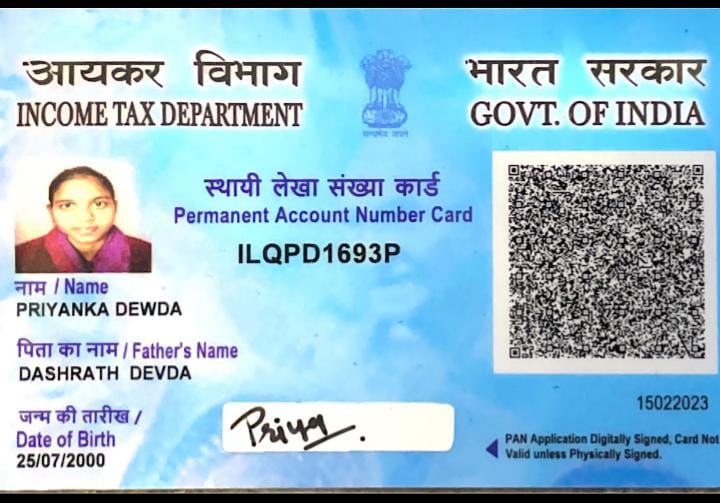 आयकर विभाग
INCOME TAX DEPARTMENT
सत्यमेव जयते
भारत सरकार
GOVT. OF INDIA
स्थायी लेखा संख्या कार्ड
Permanent Account Number Card
ILQPD1693P
नाम / Name
PRIYANKA DEWDA
पिता का नाम / Father's Name
DASHRATH DEVDA
जन्म की तारीख /
Date of Birth
25/07/2000
Priya.
15022023
PAN Application Digitally Signed, Card Not
Valid unless Physically Signed.